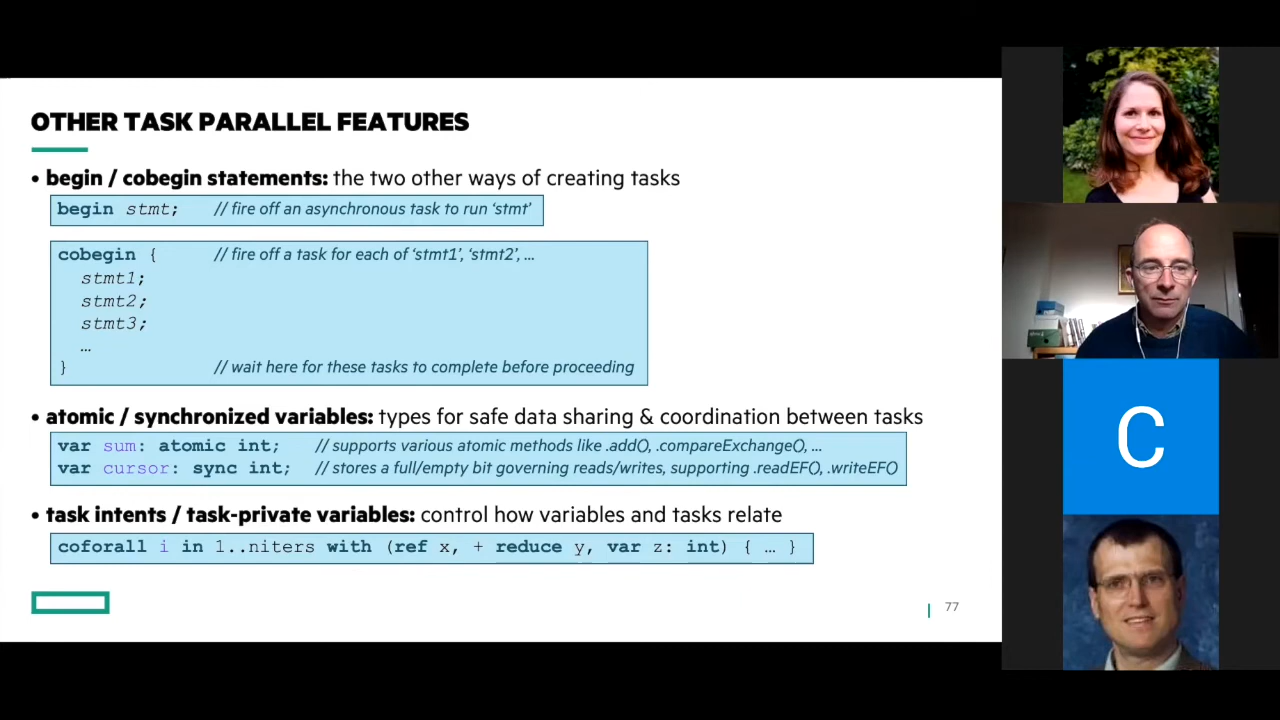 OTHER TASK PARALLEL FEATURES
• begin / cobegin statements: the two other ways of creating tasks
begin stmt; // fire off an asynchronous task to run ‘stmt’
cobegin { // fire off a task for each of ‘stmt1’, ‘stmt2’, …
stmt1;
stmt2;
stmt3;
…
} // wait here for these tasks to complete before proceeding
• atomic / synchronized variables: types for safe data sharing & coordination between tasks
var sum: atomic int; // supports various atomic methods like .add(), .compareExchange(), …
var cursor: sync int; // stores a full/empty bit governing reads/writes, supporting .readEF(), .writeEF()
• task intents / task-private variables: control how variables and tasks relate
coforall i in 1..niters with (ref x, + reduce y, var z: int) { … }
77
C